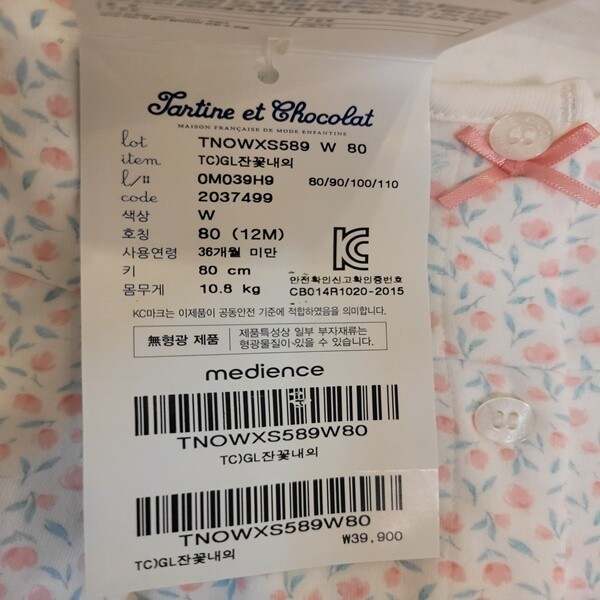 Tartine et Chocolat
MAISON FRANÇAISE DE MODE ENFANTINE
lot TNOWXS589 W 80
item TC)GL잔꽃내의
l/# 0M039H9 80/90/100/110
code 2037499
색상 W
호칭 80 (12M)
사용연령 36개월 미만
키 80 cm
몸무게 10.8 kg
KC
안전확인신고확인증번호
CB014R1020-2015
KC마크는 이제품이 공동안전 기준에 적합하였음을 의미합니다.
無형광 제품
제품특성상 일부 부자재류는
형광물질이 있을 수 있습니다.
medience
TNOWXS589W80
TC)GL잔꽃내의
TNOWXS589W80
TC)GL잔꽃내의 ₩39,900